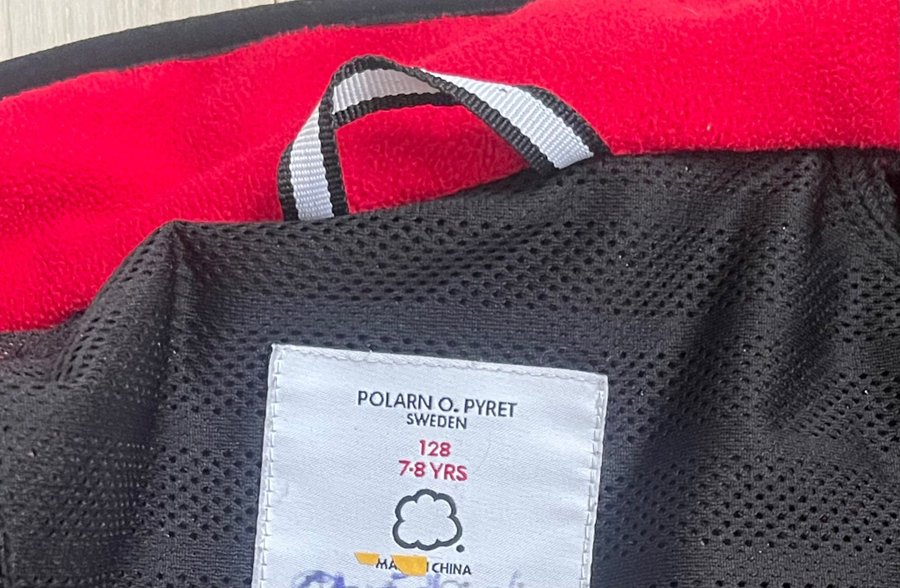 POLARN O. PYRET
SWEDEN
128
7-8 YRS
CHINA